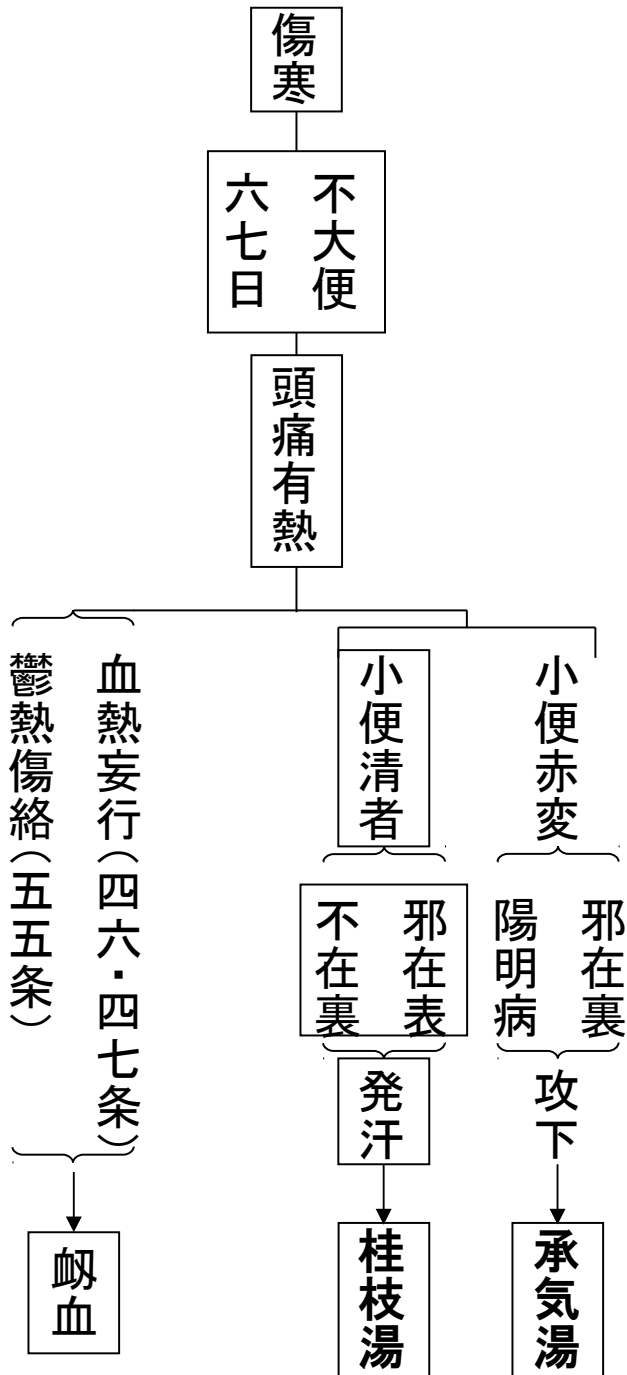 傷寒
不大便
六七日
頭痛有熱
小便赤変
邪在裏
陽明病
攻下
承気湯
小便清者
邪在表
不在裏
発汗
桂枝湯
血熱妄行(四六・四七条)
鬱熱傷絡(五五条)
衂血